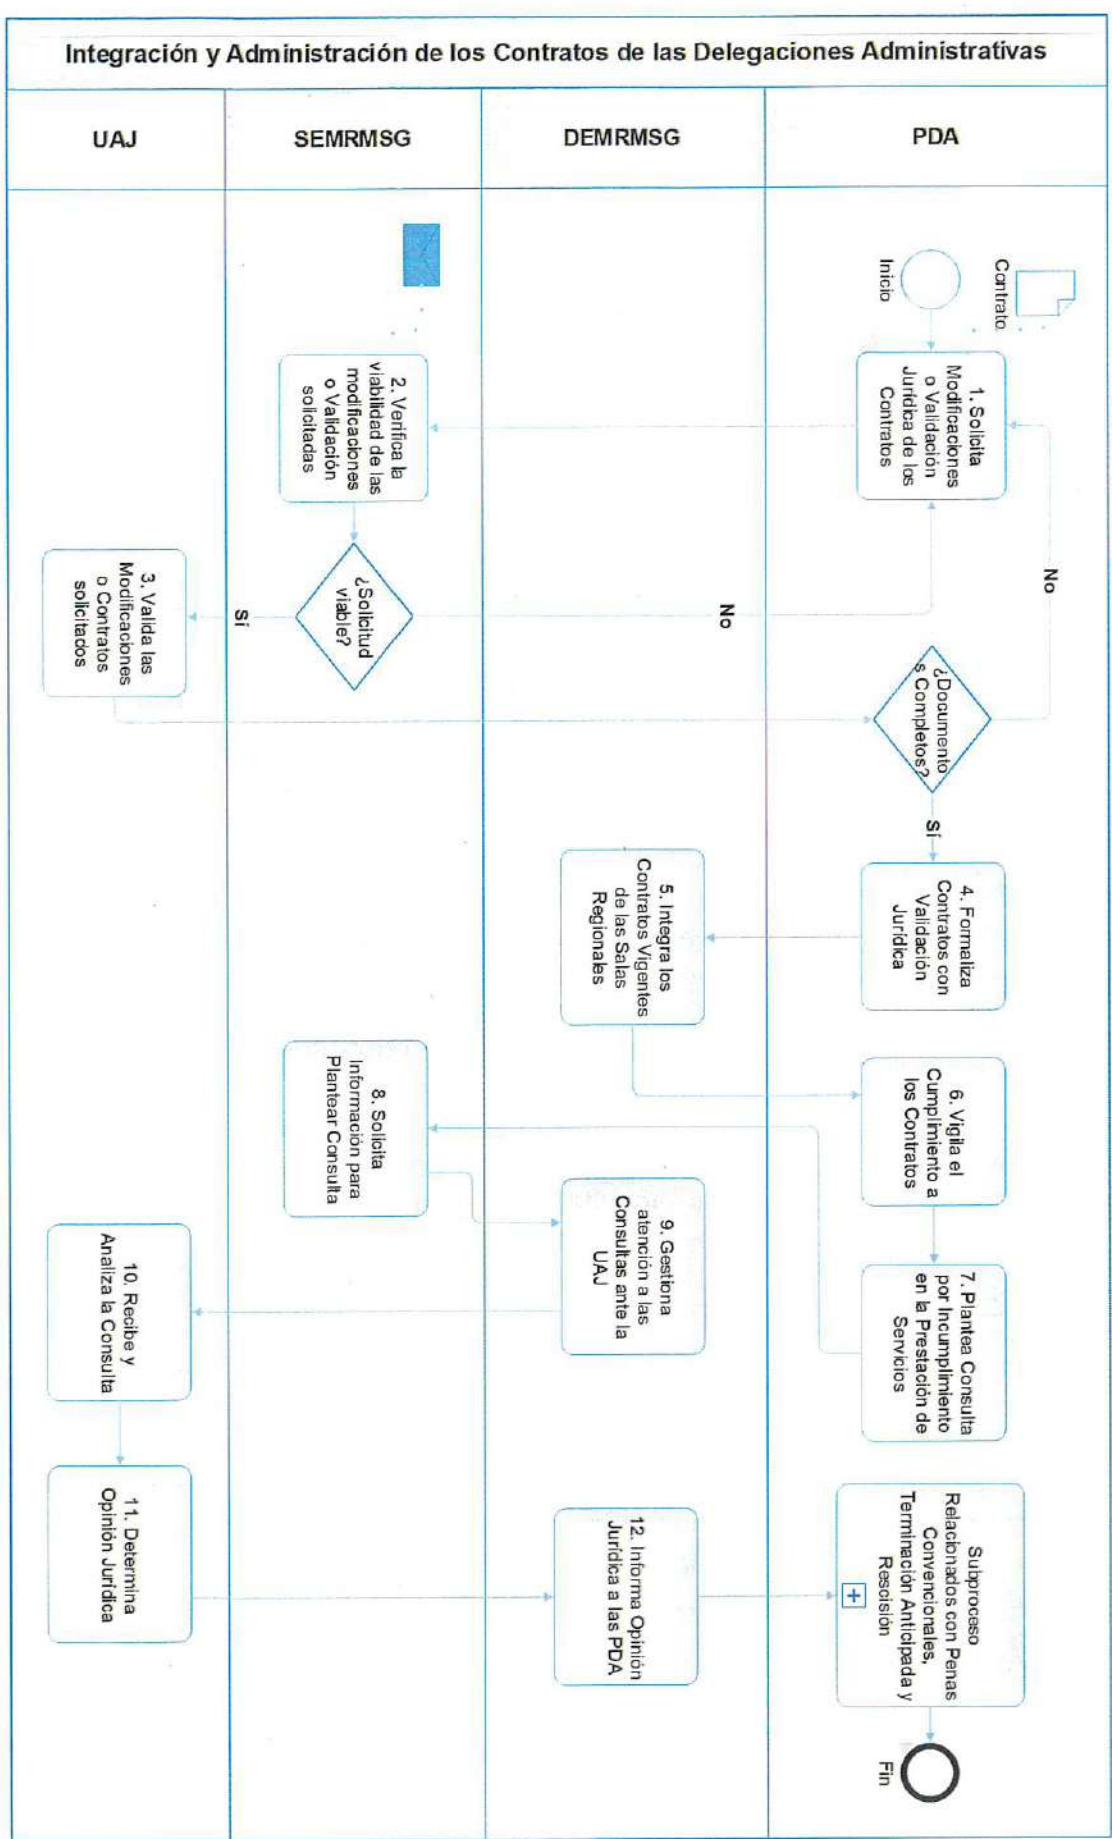 Integración y Administración de los Contratos de las Delegaciones Administrativas
PDA
DEMRMSG
SEMRMSG
UAJ
Contrato
Inicio
1. Solicita
Modificaciones
o Validación
Jurídica de los
Contratos
2. Verifica la
viabilidad de las
modificaciones
o Validación
solicitadas
¿Solicitud
viable?
No
Sí
3. Valida las
Modificaciones
o Contratos
solicitados
¿Documento
s Completos?
No
Sí
4. Formaliza
Contratos con
Validación
Jurídica
5. Integra los
Contratos Vigentes
de las Salas
Regionales
6. Vigila el
Cumplimiento a
los Contratos
7. Plantea Consulta
por Incumplimiento
en la Prestación de
Servicios
8. Solicita
Información para
Plantear Consulta
9. Gestiona
atención a las
Consultas ante la
UAJ
10. Recibe y
Analiza la Consulta
11. Determina
Opinión Jurídica
12. Informa Opinión
Jurídica a las PDA
Subproceso
Relacionados con Penas
Convencionales,
Terminación Anticipada y
Rescisión
Fin